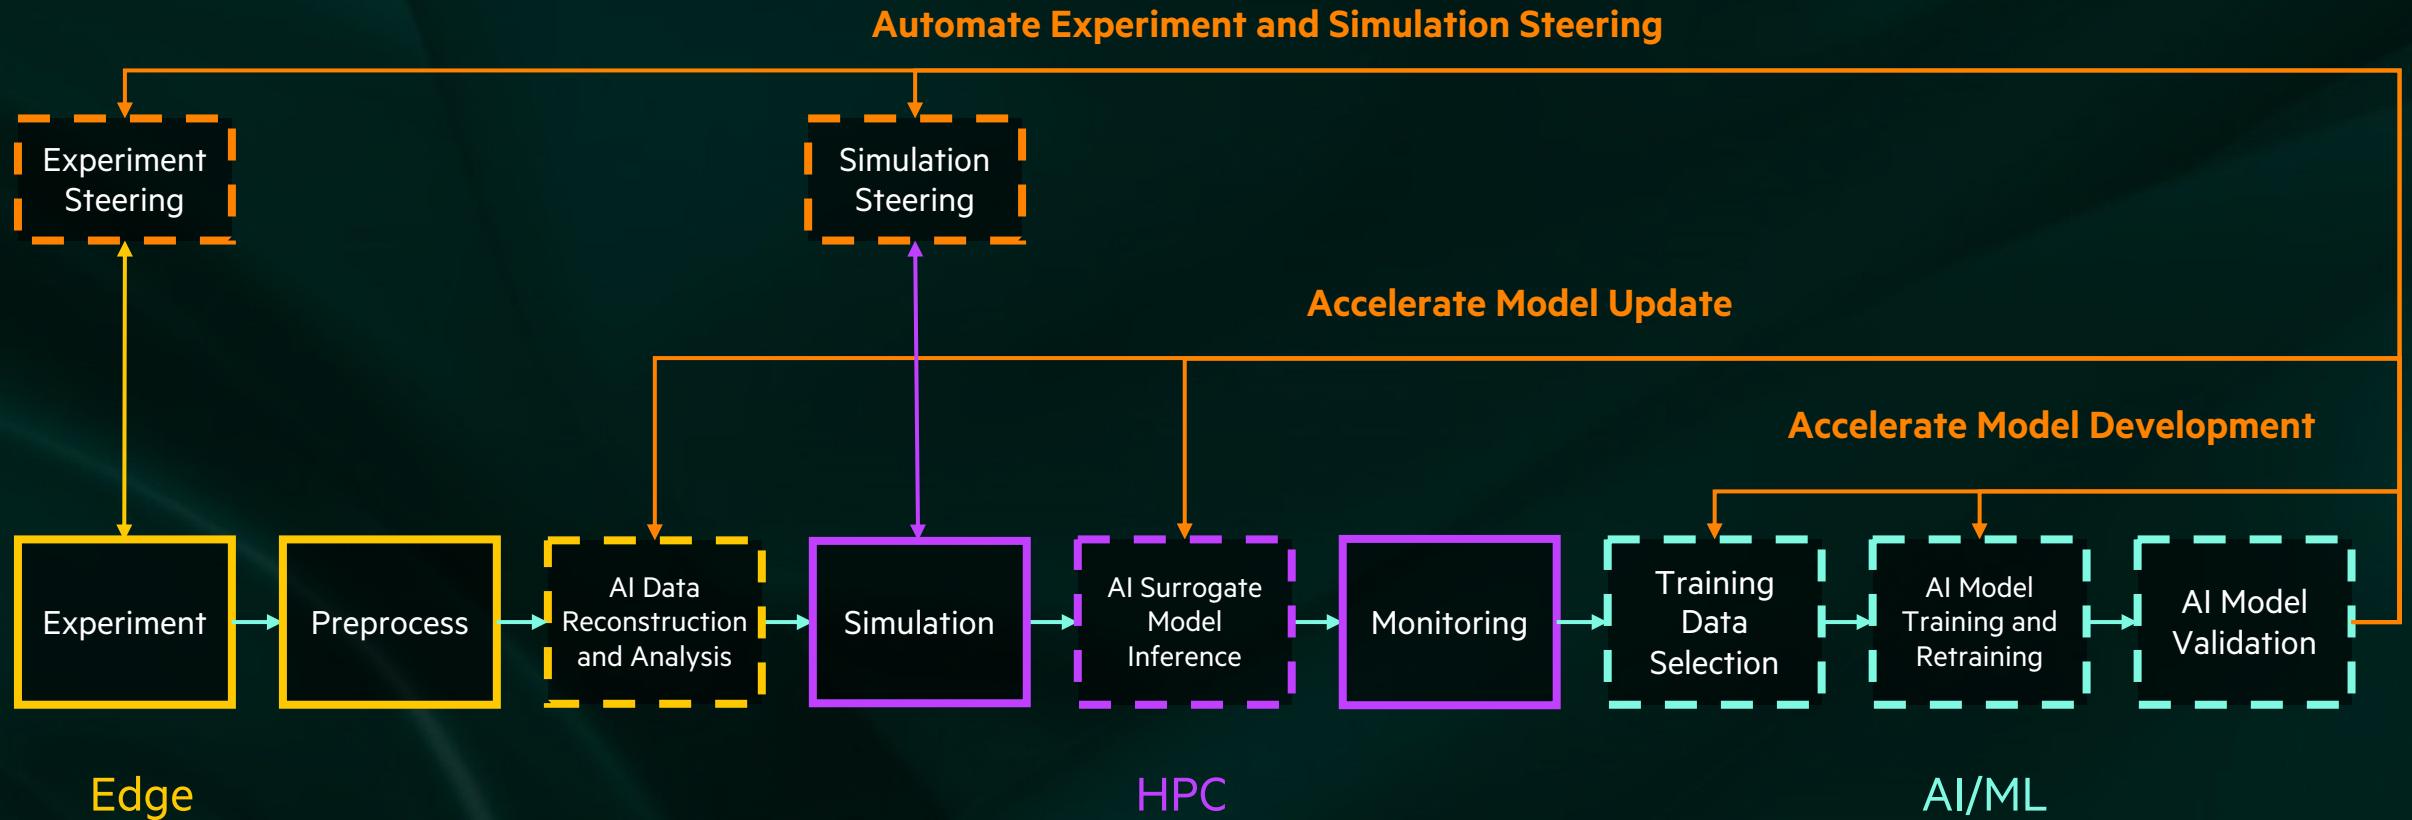 Automate Experiment and Simulation Steering
Experiment
Steering
Simulation
Steering
Accelerate Model Update
Accelerate Model Development
Experiment
Preprocess
AI Data
Reconstruction
and Analysis
Simulation
AI Surrogate
Model
Inference
Monitoring
Training
Data
Selection
AI Model
Training and
Retraining
AI Model
Validation
Edge
HPC
AI/ML